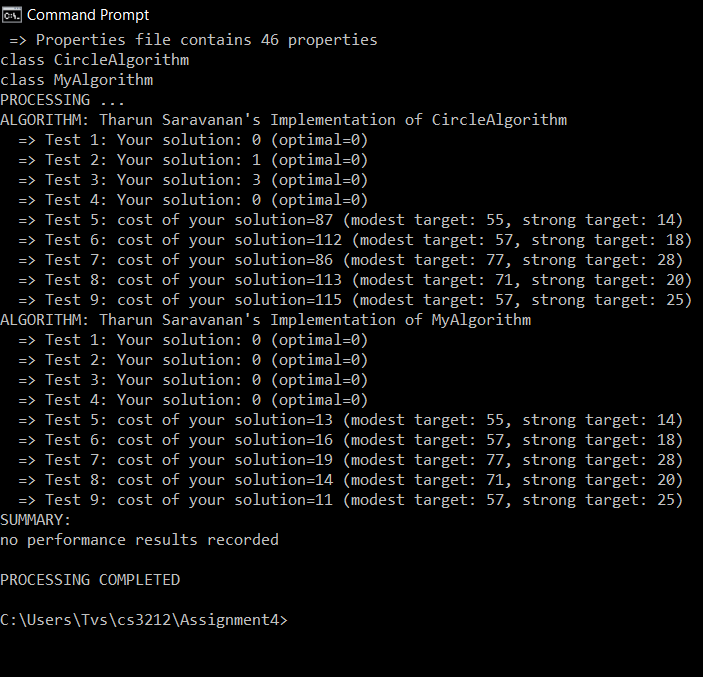 Command Prompt
=> Properties file contains 46 properties
class CircleAlgorithm
class MyAlgorithm
PROCESSING ...
ALGORITHM: Tharun Saravanan's Implementation of CircleAlgorithm
=> Test 1: Your solution: 0 (optimal=0)
=> Test 2: Your solution: 1 (optimal=0)
=> Test 3: Your solution: 3 (optimal=0)
=> Test 4: Your solution: 0 (optimal=0)
=> Test 5: cost of your solution=87 (modest target: 55, strong target: 14)
=> Test 6: cost of your solution=112 (modest target: 57, strong target: 18)
=> Test 7: cost of your solution=86 (modest target: 77, strong target: 28)
=> Test 8: cost of your solution=113 (modest target: 71, strong target: 20)
=> Test 9: cost of your solution=115 (modest target: 57, strong target: 25)
ALGORITHM: Tharun Saravanan's Implementation of MyAlgorithm
=> Test 1: Your solution: 0 (optimal=0)
=> Test 2: Your solution: 0 (optimal=0)
=> Test 3: Your solution: 0 (optimal=0)
=> Test 4: Your solution: 0 (optimal=0)
=> Test 5: cost of your solution=13 (modest target: 55, strong target: 14)
=> Test 6: cost of your solution=16 (modest target: 57, strong target: 18)
=> Test 7: cost of your solution=19 (modest target: 77, strong target: 28)
=> Test 8: cost of your solution=14 (modest target: 71, strong target: 20)
=> Test 9: cost of your solution=11 (modest target: 57, strong target: 25)
SUMMARY:
no performance results recorded
PROCESSING COMPLETED
C:\Users\Tvs\cs3212\Assignment4>